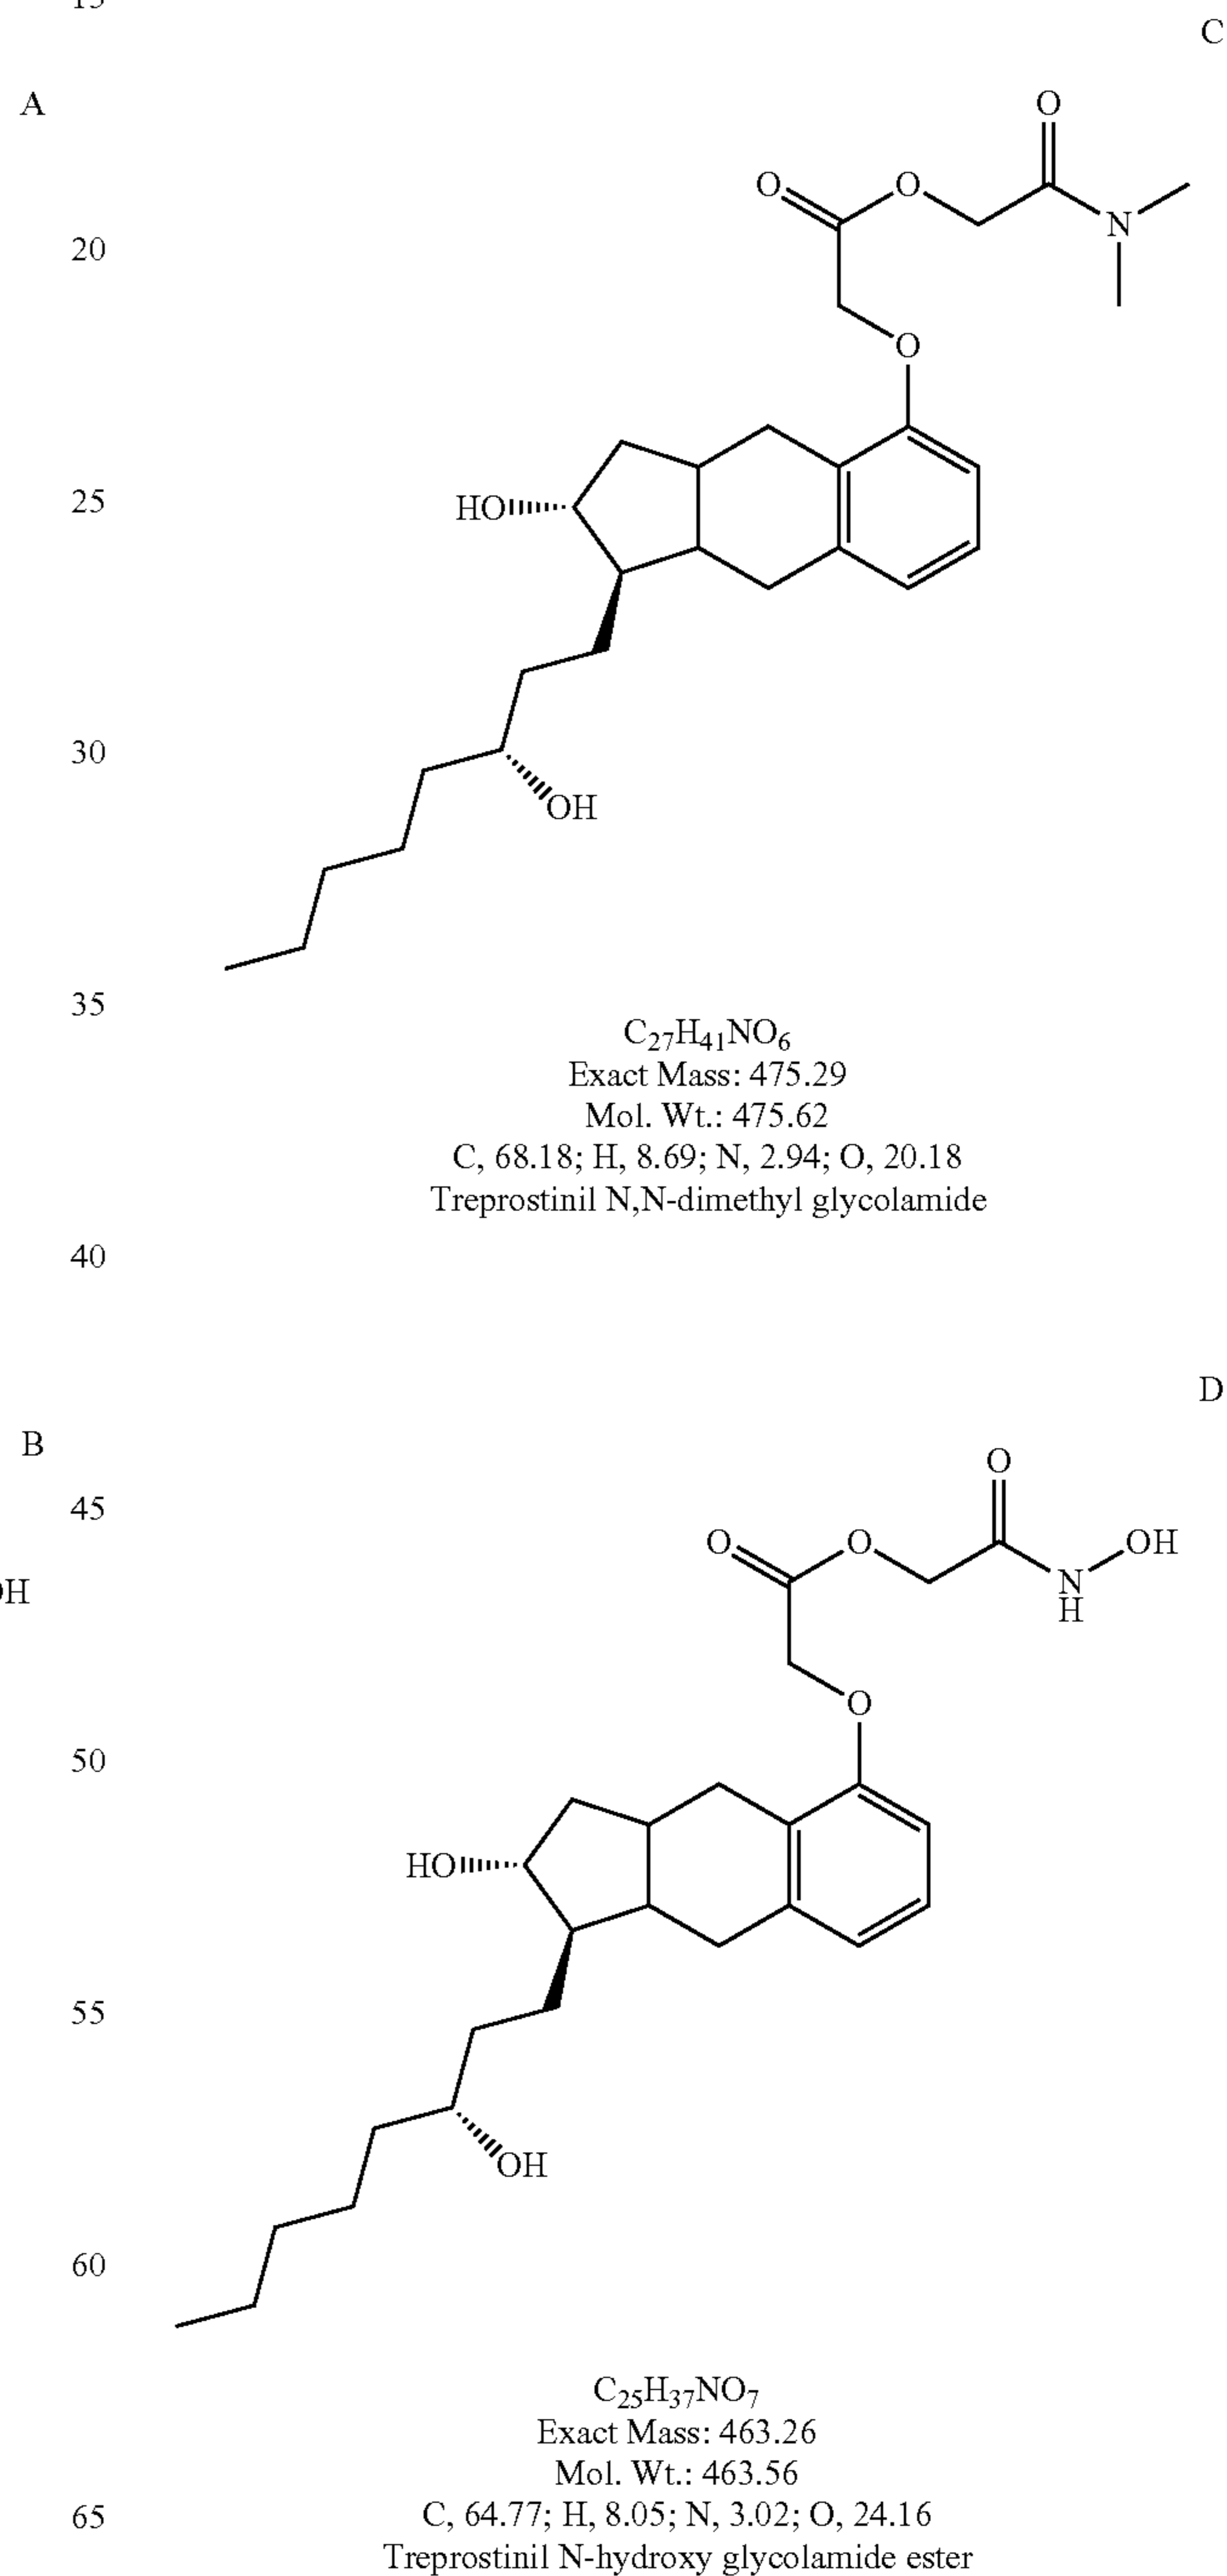 C
A
O
O
O
N
20
O
25
HO
30
OH
35
C27H41NO6
Exact Mass: 475.29
Mol. Wt.: 475.62
C, 68.18; H, 8.69; N, 2.94; O, 20.18
Treprostinil N,N-dimethyl glycolamide
40
D
B
O
45
O
O
OH
N
H
O
50
HO
55
OH
60
C25H37NO7
Exact Mass: 463.26
Mol. Wt.: 463.56
C, 64.77; H, 8.05; N, 3.02; O, 24.16
65
Treprostinil N-hydroxy glycolamide ester